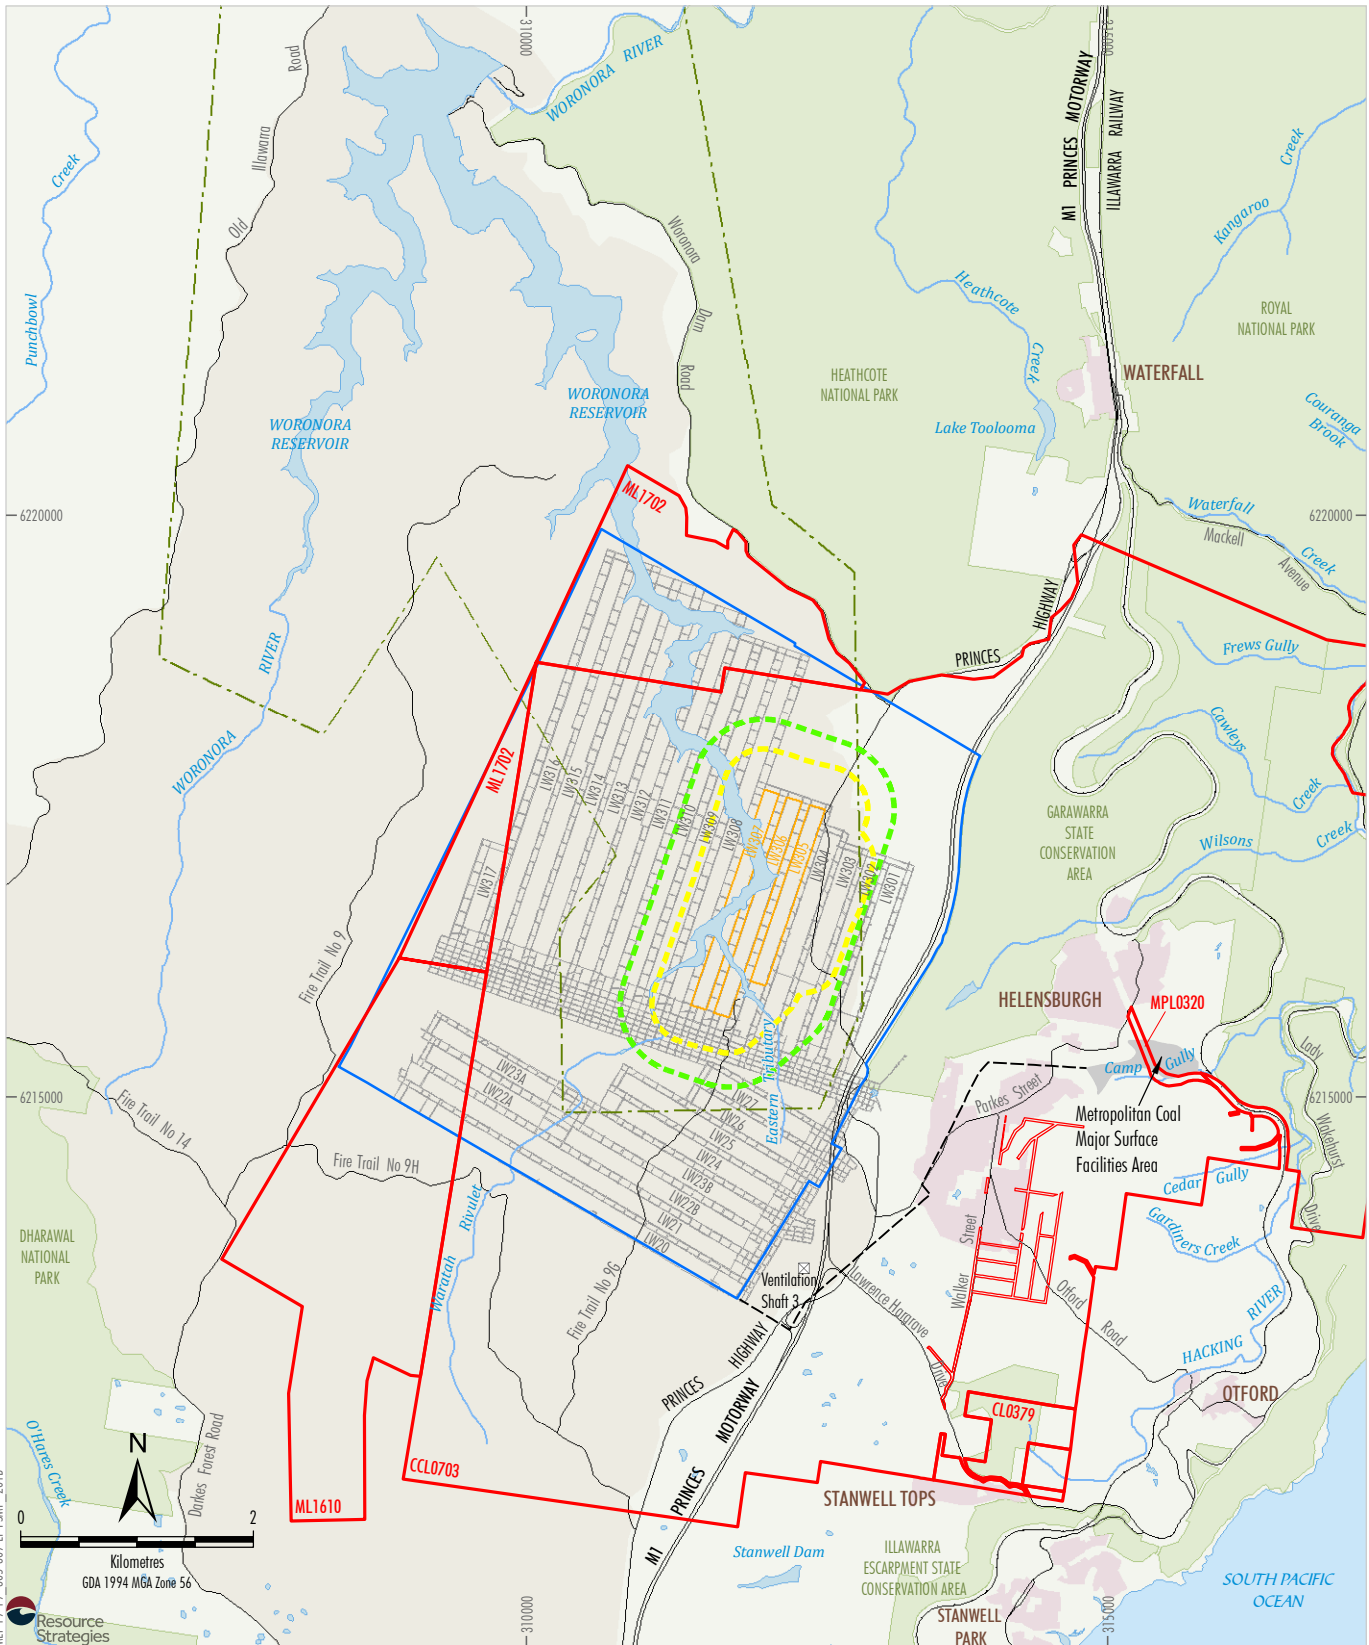 310000
315000
Road
Illawarra
Old
WORONORA RIVER
M1 PRINCES MOTORWAY
ILLAWARRA RAILWAY
Creek
Punchbowl
Creek
Kangaroo
Woronora
Dam
Road
Heathcote
Creek
ROYAL
NATIONAL PARK
HEATHCOTE
NATIONAL PARK
WATERFALL
WORONORA
RESERVOIR
WORONORA
RESERVOIR
Lake Toolooma
Couranga
Brook
6220000
6220000
ML1702
Waterfall
Creek
Mackell
Avenue
HIGHWAY
PRINCES
Frews Gully
RIVER
WORONORA
Cawleys
Creek
Wilsons
Creek
ML1702
LW316
LW315
LW314
LW313
LW312
LW311
LW310
LW309
LW308
LW307
LW306
LW305
LW304
LW303
LW302
LW301
LW317
GARAWARRA
STATE
CONSERVATION
AREA
Fire Trail No 9
HELENSBURGH
MPL0320
Camp Gully
Lady
Wakehurst
Drive
Parkes Street
Metropolitan Coal
Major Surface
Facilities Area
6215000
6215000
Fire Trail No 14
Fire Trail No 9H
LW23A
LW22A
LW27
LW26
LW25
LW24
LW23B
LW22B
LW21
LW20
Eastern Tributary
Cedar Gully
Gardiners Creek
DHARAWAL
NATIONAL
PARK
Waratah Rivulet
Fire Trail No 9G
Ventilation
Shaft 3
Lawrence Hargrave
Drive
Walker
Street
Otford
Road
HACKING RIVER
OTFORD
PRINCES
HIGHWAY
M1 PRINCES MOTORWAY
CL0379
O'Hares Creek
Darkes Forest Road
N
0
2
Kilometres
GDA 1994 MGA Zone 56
ML1610
CCL0703
STANWELL TOPS
Stanwell Dam
ILLAWARRA
ESCARPMENT STATE
CONSERVATION AREA
STANWELL
PARK
SOUTH PACIFIC
OCEAN
Resource
Strategies
310000
315000